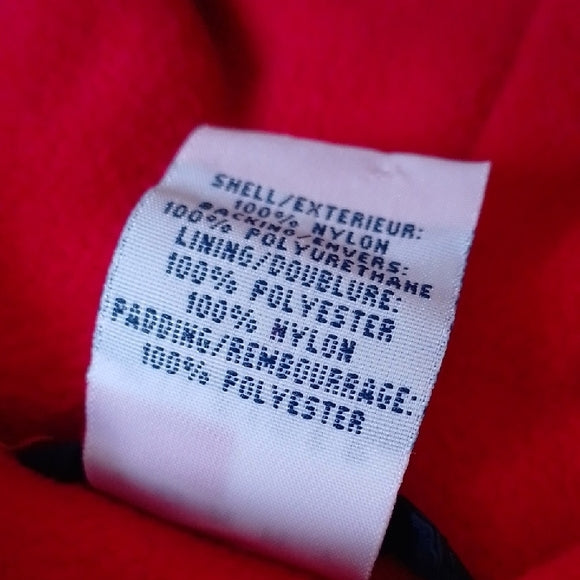 SHELL/EXTERIEUR:
100% NYLON
BACKING/ENVERS:
100% POLYURETHANE
LINING/DOUBLURE:
100% POLYESTER
100% NYLON
PADDING/REMBOURRAGE:
100% POLYESTER